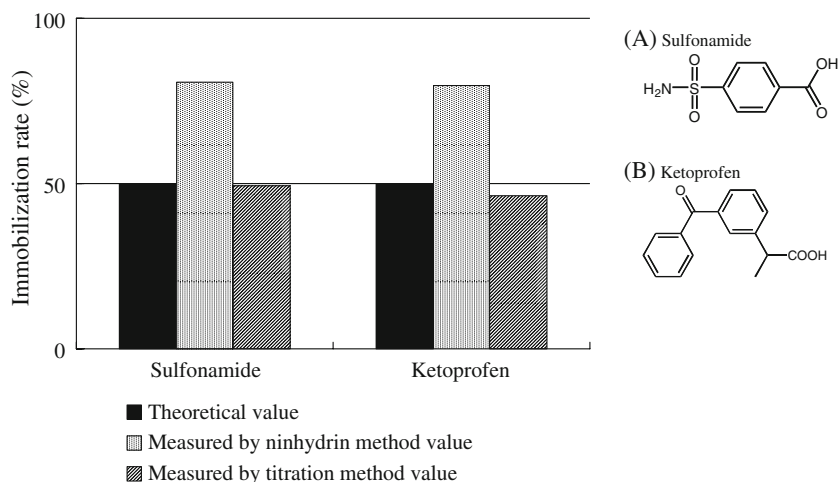 100
50
0
Immobilization rate (%)
Sulfonamide
Ketoprofen
Theoretical value
Measured by ninhydrin method value
Measured by titration method value
(A) Sulfonamide
H₂N
S
O
O
OH
O
(B) Ketoprofen
O
COOH